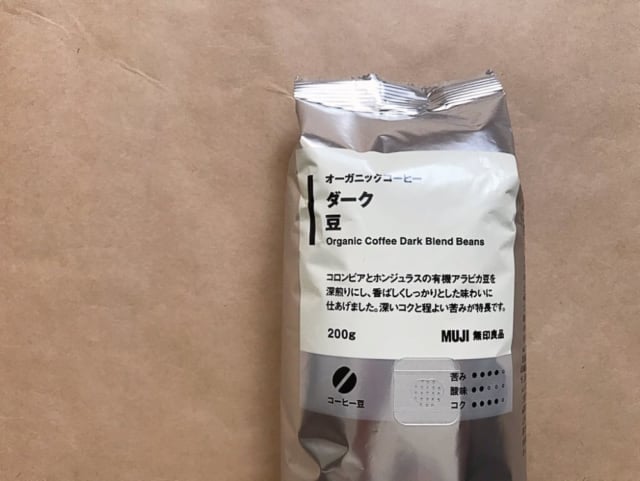 オーガニックコーヒー
ダーク
豆
Organic Coffee Dark Blend Beans
コロンビアとホンジュラスの有機アラビカ豆を
深煎りにし、香ばしくしっかりとした味わいに
仕あげました。深いコクと程よい苦みが特長です。
200g
MUJI 無印良品
コーヒー豆
苦み
酸味
コク